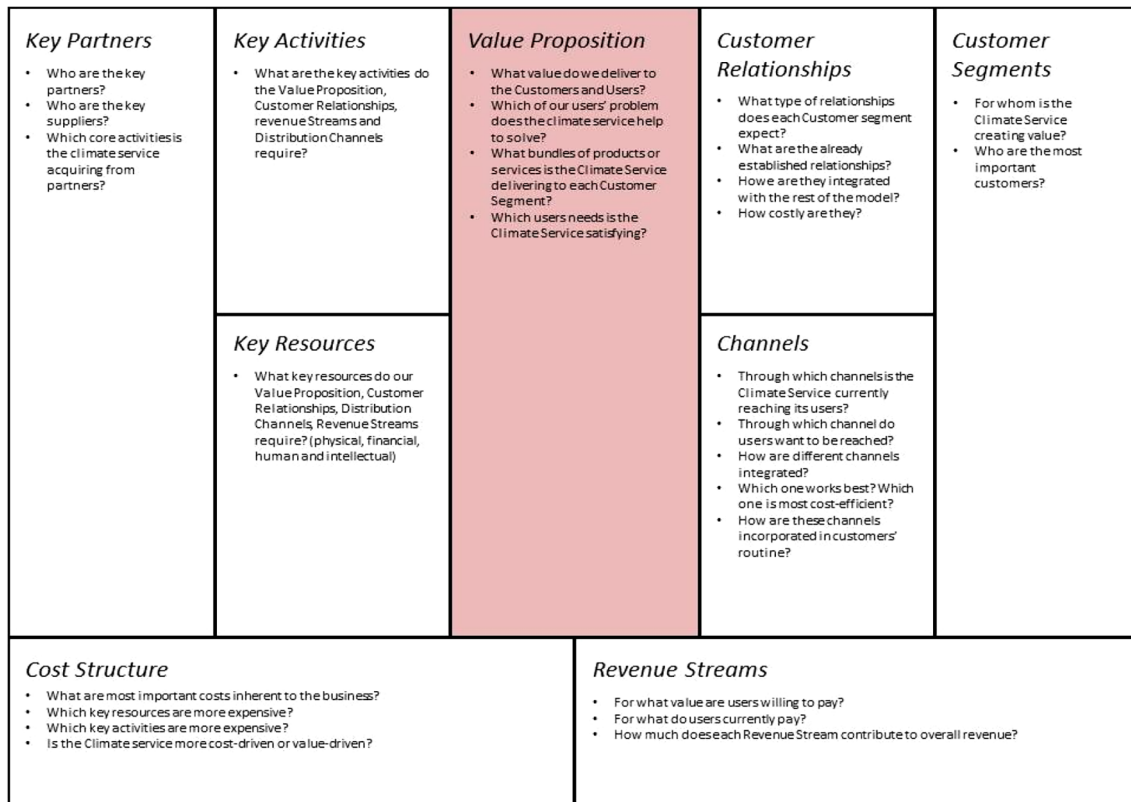 Key Partners
• Who are the key
partners?
• Who are the key
suppliers?
• Which core activities is
the climate service
acquiring from
partners?
Key Activities
• What are the key activities do
the Value Proposition,
Customer Relationships,
revenue Streams and
Distribution Channels
require?
Key Resources
• What key resources do our
Value Proposition, Customer
Relationships, Distribution
Channels, Revenue Streams
require? (physical, financial,
human and intellectual)
Value Proposition
• What value do we deliver to
the Customers and Users?
• Which of our users' problem
does the climate service help
to solve?
• What bundles of products or
services is the Climate Service
delivering to each Customer
Segment?
• Which users needs is the
Climate Service satisfying?
Customer
Relationships
• What type of relationships
does each Customer segment
expect?
• What are the already
established relationships?
• Howe are they integrated
with the rest of the model?
• How costly are they?
Channels
• Through which channels is the
Climate Service currently
reaching its users?
• Through which channel do
users want to be reached?
• How are different channels
integrated?
• Which one works best? Which
one is most cost-efficient?
• How are these channels
incorporated in customers'
routine?
Customer
Segments
• For whom is the
Climate Service
creating value?
• Who are the most
important
customers?
Cost Structure
• What are most important costs inherent to the business?
• Which key resources are more expensive?
• Which key activities are more expensive?
• Is the Climate service more cost-driven or value-driven?
Revenue Streams
• For what value are users willing to pay?
• For what do users currently pay?
• How much does each Revenue Stream contribute to overall revenue?